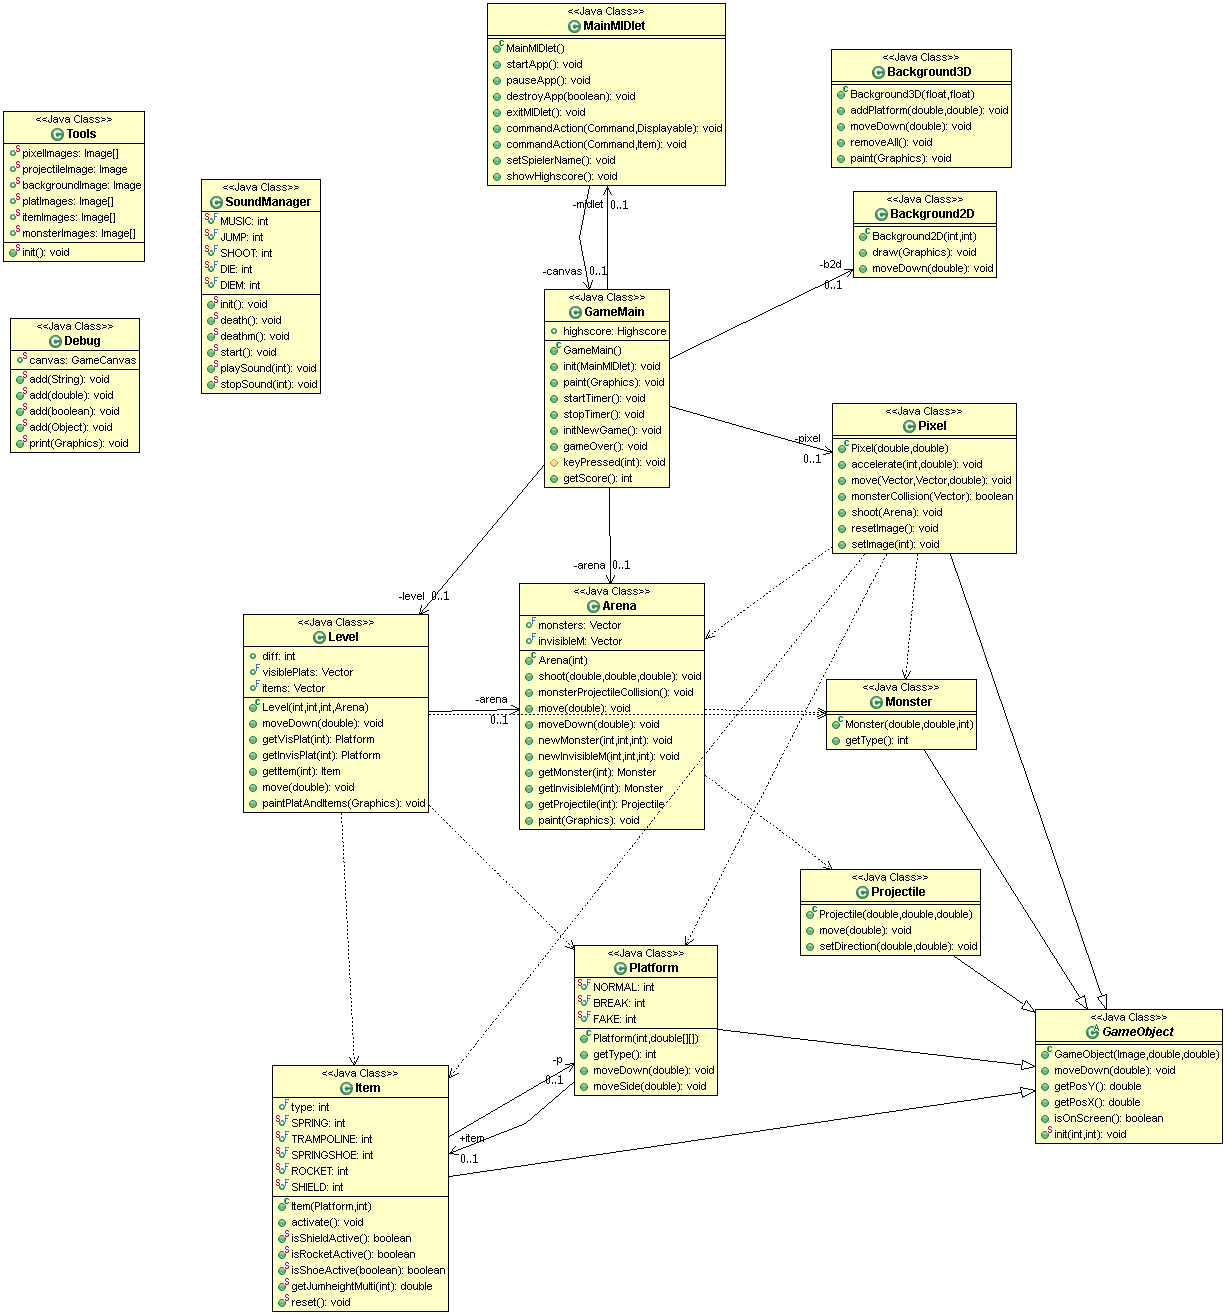 <<Java Class>>
MainMIDlet
MainMIDlet()
startApp(): void
pauseApp(): void
destroyApp(boolean): void
exitMIDlet(): void
commandAction(Command,Displayable): void
commandAction(Command,Item): void
setSpielerName(): void
showHighscore(): void
<<Java Class>>
Background3D
Background3D(float,float)
addPlatform(double,double): void
moveDown(double): void
removeAll(): void
paint(Graphics): void
<<Java Class>>
Tools
pixelImages: Image[]
projectileImage: Image
backgroundImage: Image
platImages: Image[]
itemImages: Image[]
monsterImages: Image[]
init(): void
<<Java Class>>
SoundManager
MUSIC: int
JUMP: int
SHOOT: int
DIE: int
DIEM: int
init(): void
death(): void
deathm(): void
start(): void
playSound(int): void
stopSound(int): void
<<Java Class>>
Background2D
Background2D(int,int)
draw(Graphics): void
moveDown(double): void
-midlet 0..1
-canvas 0..1
-b2d
0..1
<<Java Class>>
GameMain
highscore: Highscore
GameMain()
init(MainMIDlet): void
paint(Graphics): void
startTimer(): void
stopTimer(): void
initNewGame(): void
gameOver(): void
keyPressed(int): void
getScore(): int
<<Java Class>>
Debug
canvas: GameCanvas
add(String): void
add(double): void
add(boolean): void
add(Object): void
print(Graphics): void
-pixel
0..1
<<Java Class>>
Pixel
Pixel(double,double)
accelerate(int,double): void
move(Vector,Vector,double): void
monsterCollision(Vector): boolean
shoot(Arena): void
resetImage(): void
setImage(int): void
-arena 0..1
-level 0..1
<<Java Class>>
Level
diff: int
visiblePlats: Vector
items: Vector
Level(int,int,int,Arena)
moveDown(double): void
getVisPlat(int): Platform
getInvisPlat(int): Platform
getItem(int): Item
move(double): void
paintPlatAndItems(Graphics): void
-arena
0..1
<<Java Class>>
Arena
monsters: Vector
invisibleM: Vector
Arena(int)
shoot(double,double,double): void
monsterProjectileCollision(): void
move(double): void
moveDown(double): void
newMonster(int,int,int): void
newInvisibleM(int,int,int): void
getMonster(int): Monster
getInvisibleM(int): Monster
getProjectile(int): Projectile
paint(Graphics): void
<<Java Class>>
Monster
Monster(double,double,int)
getType(): int
<<Java Class>>
Projectile
Projectile(double,double,double)
move(double): void
setDirection(double,double): void
<<Java Class>>
Platform
NORMAL: int
BREAK: int
FAKE: int
Platform(int,double[][])
getType(): int
moveDown(double): void
moveSide(double): void
<<Java Class>>
GameObject
GameObject(Image,double,double)
moveDown(double): void
getPosY(): double
getPosX(): double
isOnScreen(): boolean
init(int,int): void
-p
0..1
+item
0..1
<<Java Class>>
Item
type: int
SPRING: int
TRAMPOLINE: int
SPRINGSHOE: int
ROCKET: int
SHIELD: int
Item(Platform,int)
activate(): void
isShieldActive(): boolean
isRocketActive(): boolean
isShoeActive(boolean): boolean
getJumheightMulti(int): double
reset(): void